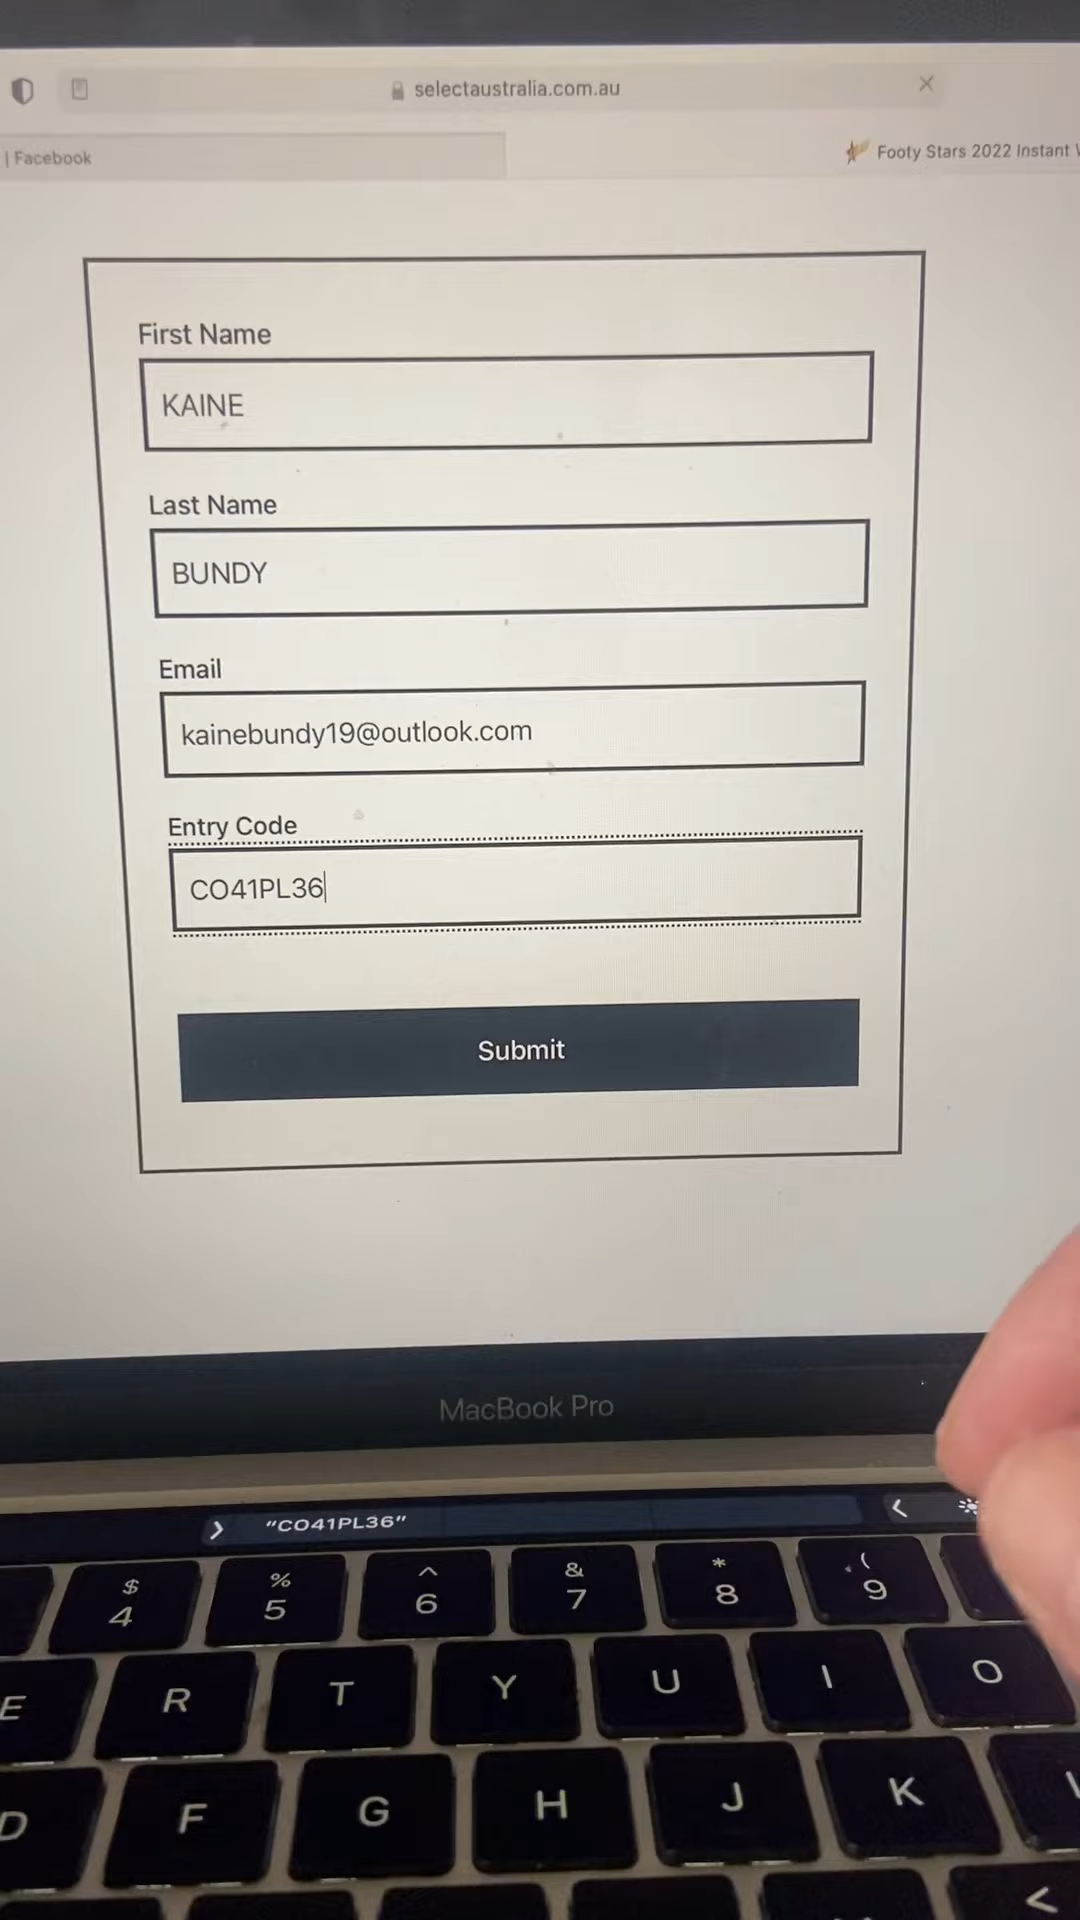 selectaustralia.com.au
| Facebook
Footy Stars 2022 Instant
First Name
KAINE
Last Name
BUNDY
Email
kainebundy19@outlook.com
Entry Code
CO41PL36
Submit
MacBook Pro
"CO41PL36"
$ % ^ & * (
4 5 6 7 8 9
E R T Y U I O
D F G H J K
<